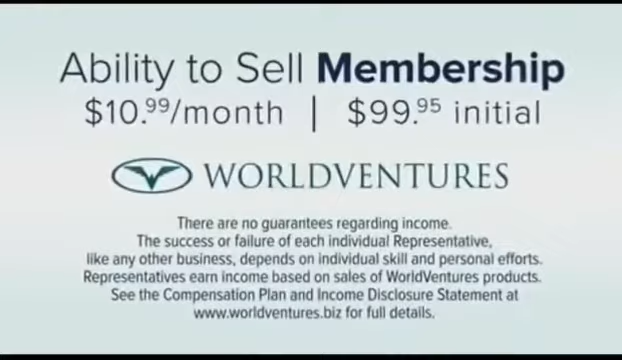 Ability to Sell Membership
$10.99/month | $99.95 initial
WORLDVENTURES
There are no guarantees regarding income.
The success or failure of each individual Representative,
like any other business, depends on individual skill and personal efforts.
Representatives earn income based on sales of WorldVentures products.
See the Compensation Plan and Income Disclosure Statement at
www.worldventures.biz for full details.